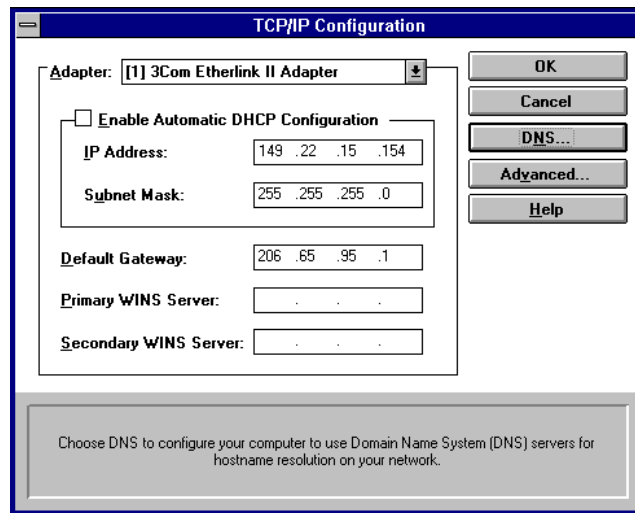 TCP/IP Configuration
Adapter: [1] 3Com Etherlink II Adapter
Enable Automatic DHCP Configuration
IP Address: 149 .22 .15 .154
Subnet Mask: 255 .255 .255 .0
Default Gateway: 206 .65 .95 .1
Primary WINS Server: . . .
Secondary WINS Server: . . .
OK
Cancel
DNS...
Advanced...
Help
Choose DNS to configure your computer to use Domain Name System (DNS) servers for
hostname resolution on your network.